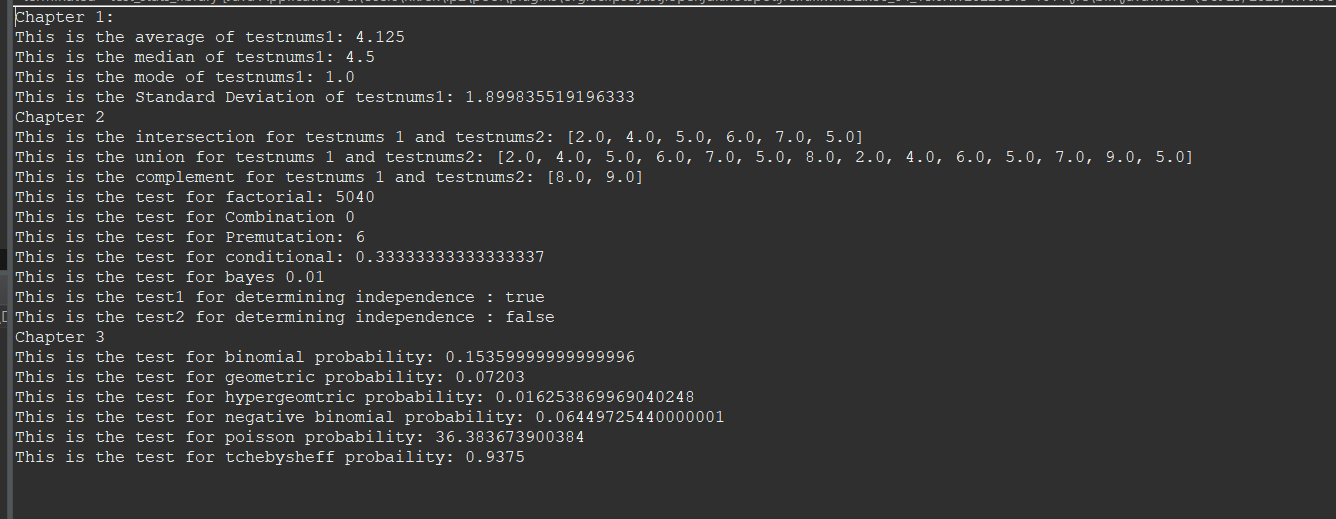 Chapter 1:
This is the average of testnums1: 4.125
This is the median of testnums1: 4.5
This is the mode of testnums1: 1.0
This is the Standard Deviation of testnums1: 1.899835519196333
Chapter 2
This is the intersection for testnums 1 and testnums2: [2.0, 4.0, 5.0, 6.0, 7.0, 5.0]
This is the union for testnums 1 and testnums2: [2.0, 4.0, 5.0, 6.0, 7.0, 5.0, 8.0, 2.0, 4.0, 6.0, 5.0, 7.0, 9.0, 5.0]
This is the complement for testnums 1 and testnums2: [8.0, 9.0]
This is the test for factorial: 5040
This is the test for Combination 0
This is the test for Premutation: 6
This is the test for conditional: 0.33333333333333337
This is the test for bayes 0.01
This is the test1 for determining independence : true
This is the test2 for determining independence : false
Chapter 3
This is the test for binomial probability: 0.15359999999999996
This is the test for geometric probability: 0.07203
This is the test for hypergeomtric probability: 0.016253869969040248
This is the test for negative binomial probability: 0.06449725440000001
This is the test for poisson probability: 36.383673900384
This is the test for tchebysheff probaility: 0.9375